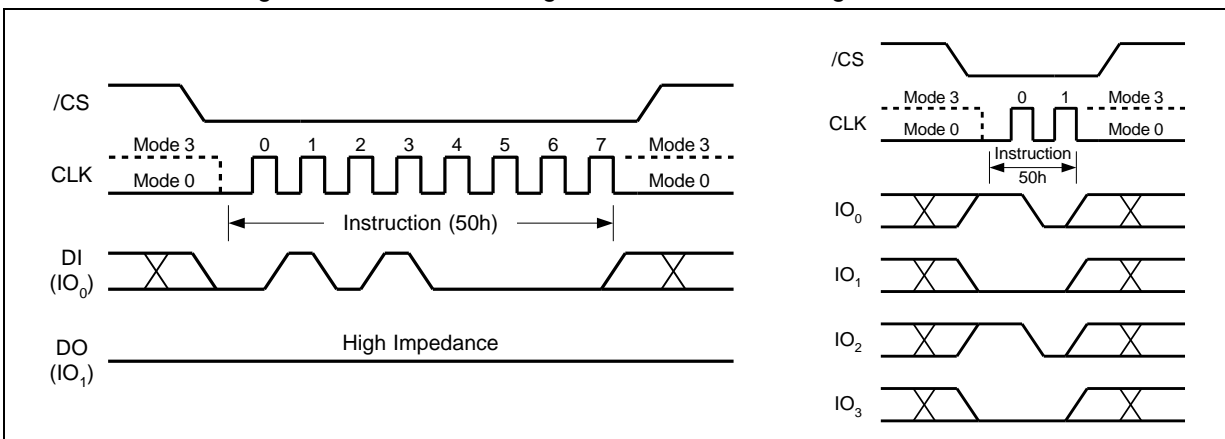 /CS
Mode 3 0 1 2 3 4 5 6 7 Mode 3
CLK
Mode 0 Mode 0
Instruction (50h)
DI
(IO0)
High Impedance
DO
(IO1)
/CS
Mode 3 0 1 Mode 3
CLK
Mode 0 Mode 0
Instruction
50h
IO0
IO1
IO2
IO3